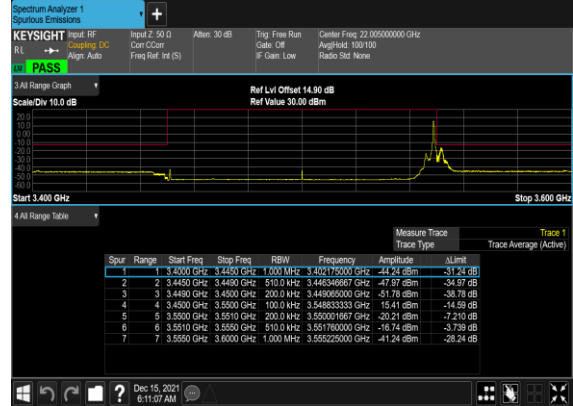 Spectrum Analyzer 1
Spurious Emissions
KEYSIGHT Input: RF Input Z: 50 Ω Atten: 30 dB Trig: Free Run Center Freq: 22.005000000 GHz
RL Coupling: DC Corr CCorr Gate: Off Avg|Hold: 100/100
Align: Auto Freq Ref: Int (S) IF Gain: Low Radio Std: None
PASS
3 All Range Graph
Ref Lvl Offset 14.90 dB
Scale/Div 10.0 dB Ref Value 30.00 dBm
20.0
10.0
0.00
-10.0
-20.0
-30.0
-40.0
-50.0
-60.0
Start 3.400 GHz Stop 3.600 GHz
4 All Range Table
Measure Trace Trace 1
Trace Type Trace Average (Active)
Spur Range Start Freq Stop Freq RBW Frequency Amplitude ΔLimit
1 1 3.4000 GHz 3.4450 GHz 1.000 MHz 3.402175000 GHz -44.24 dBm -31.24 dB
2 2 3.4450 GHz 3.4490 GHz 510.0 kHz 3.446346667 GHz -47.97 dBm -34.97 dB
3 3 3.4490 GHz 3.4500 GHz 200.0 kHz 3.449065000 GHz -51.78 dBm -38.78 dB
4 4 3.4500 GHz 3.5500 GHz 100.0 kHz 3.548833333 GHz 15.41 dBm -14.59 dB
5 5 3.5500 GHz 3.5510 GHz 200.0 kHz 3.550001667 GHz -20.21 dBm -7.210 dB
6 6 3.5510 GHz 3.5550 GHz 510.0 kHz 3.551760000 GHz -16.74 dBm -3.739 dB
7 7 3.5550 GHz 3.6000 GHz 1.000 MHz 3.555225000 GHz -41.24 dBm -28.24 dB
Dec 15, 2021
6:11:07 AM